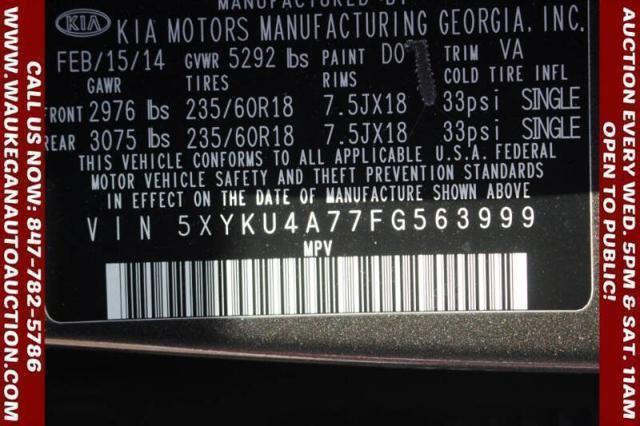 WWW.WAUKEGANAUTOAUCTION.COM
CALL US NOW: 847-782-5786
MANUFACTURED BY
KIA KIA MOTORS MANUFACTURING GEORGIA, INC.
FEB/15/14 GVWR 5292 lbs PAINT TRIM VA
GAWR TIRES RIMS COLD TIRE INFL
FRONT 2976 lbs 235/60R18 7.5JX18 33psi SINGLE
REAR 3075 lbs 235/60R18 7.5JX18 33psi SINGLE
THIS VEHICLE CONFORMS TO ALL APPLICABLE U.S.A. FEDERAL
MOTOR VEHICLE SAFETY AND THEFT PREVENTION STANDARDS
IN EFFECT ON THE DATE OF MANUFACTURE SHOWN ABOVE.
VIN 5XYKU4A77FG563999
MPV
AUCTION EVERY WED. 5PM & SAT. 11AM
OPEN TO PUBLIC!